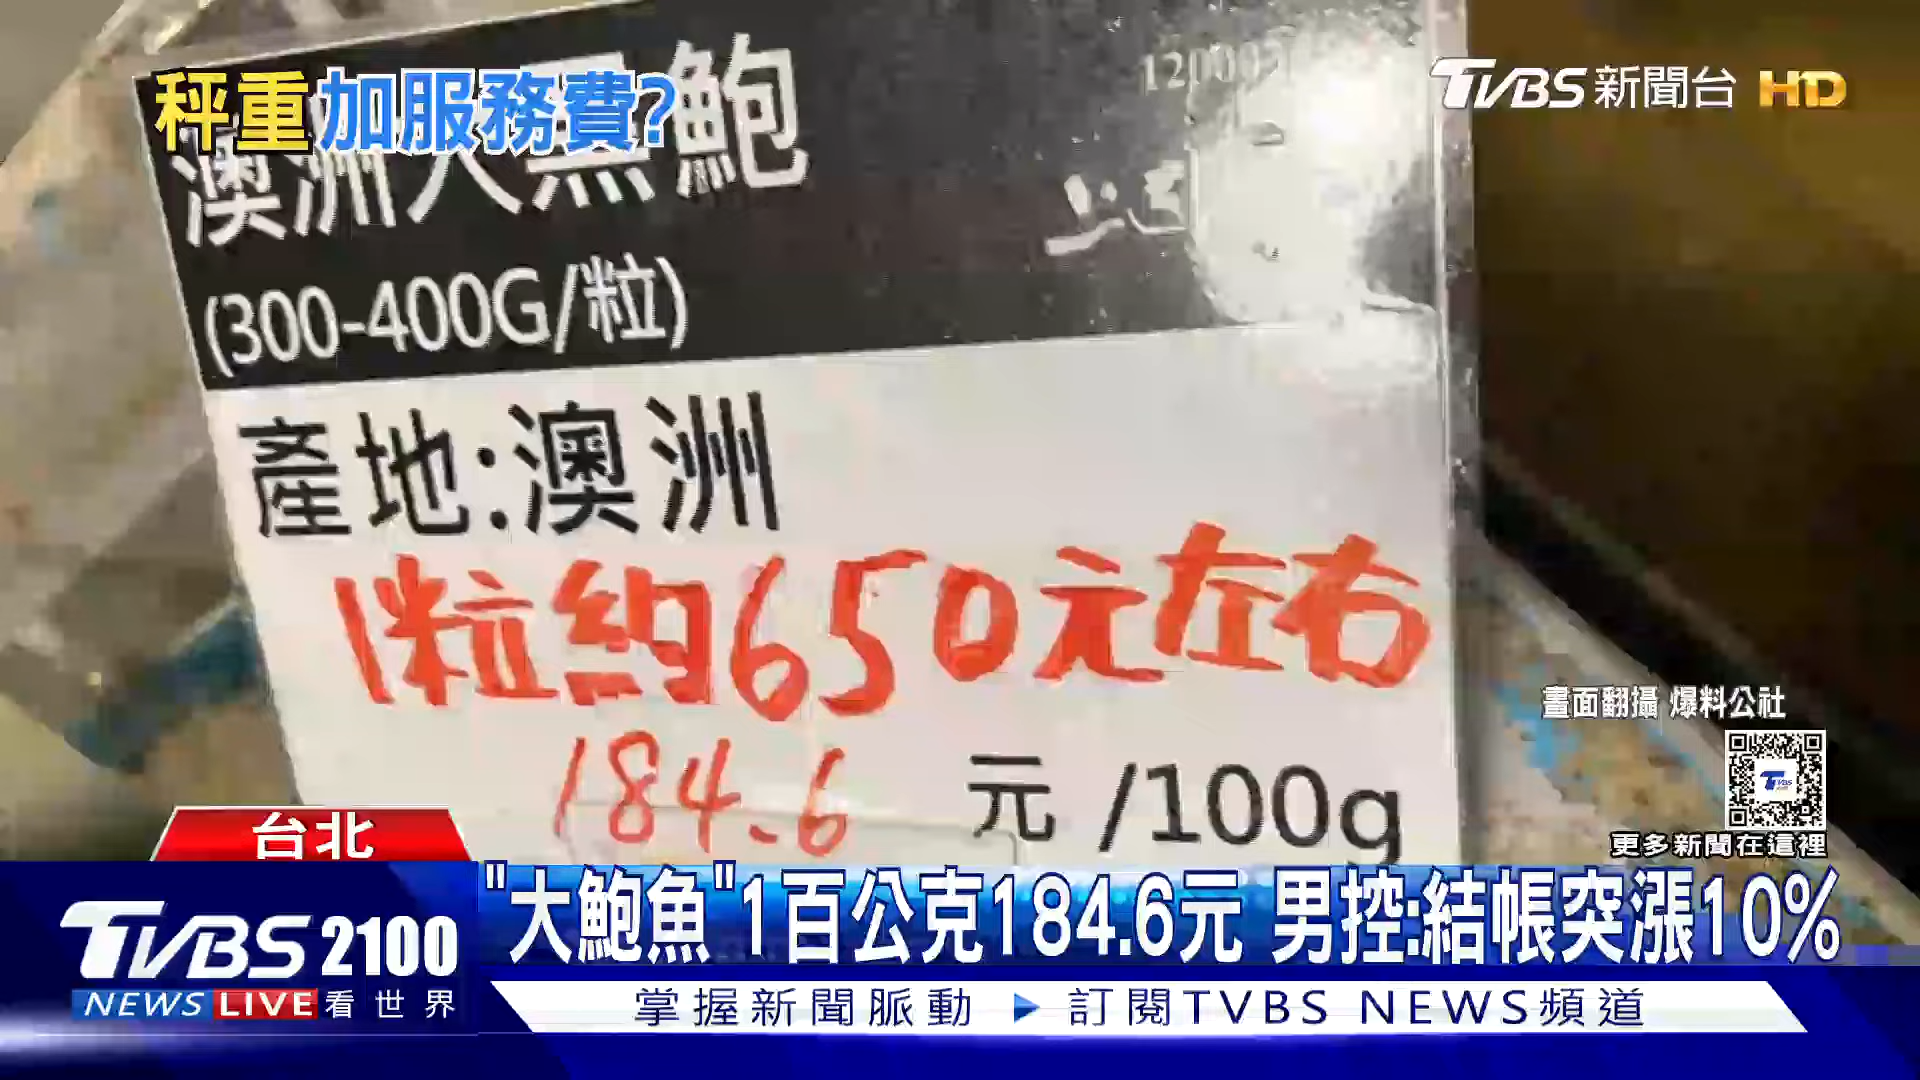 秤重加服務費?
TVBS新聞台 HD
澳洲大黑鮑
(300-400G/粒)
產地:澳洲
1粒約650元左右
184.6 元 /100g
畫面翻攝 爆料公社
更多新聞在這裡
台北
"大鮑魚"1百公克184.6元 男控:結帳突漲10%
TVBS 2100
NEWS LIVE 看世界
掌握新聞脈動 ▶ 訂閱TVBS NEWS頻道